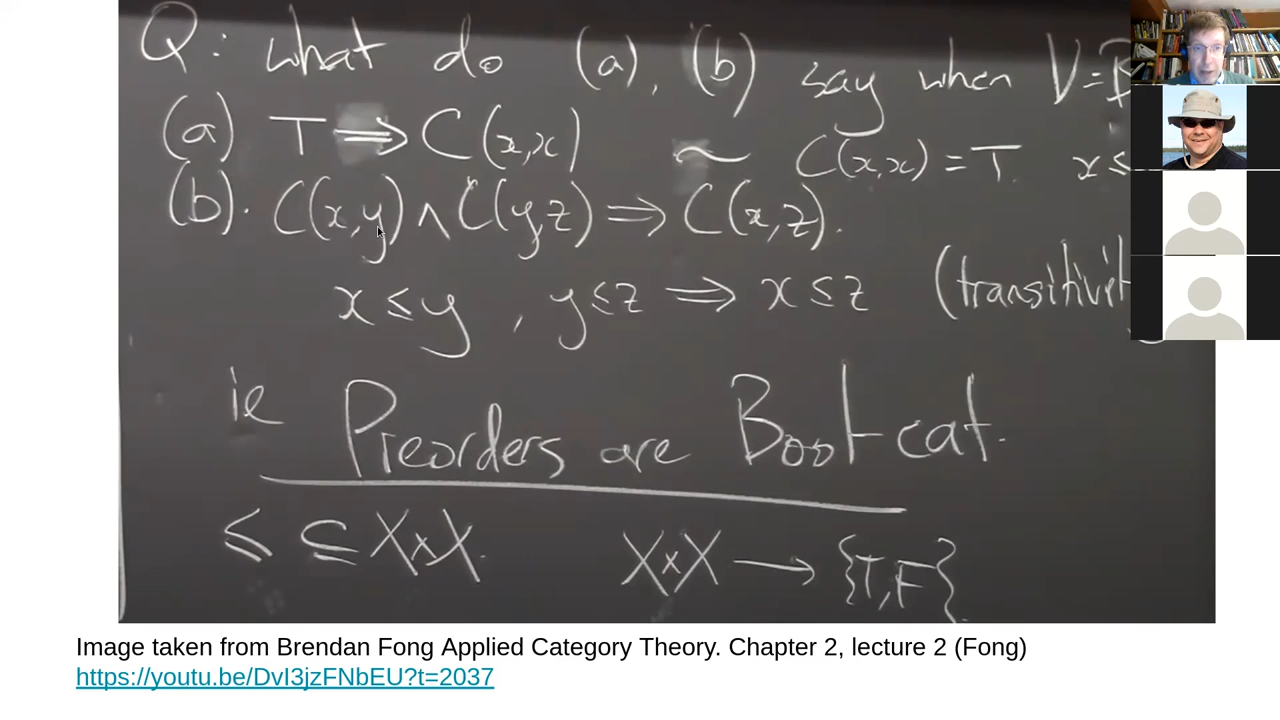 Q: what do (a), (b) say when V=B
(a) T ⇒ C(x,x) ~ C(x,x) = T. x ≤
(b). C(x,y) ∧ C(y,z) ⇒ C(x,z).
x ≤ y , y ≤ z ⇒ x ≤ z (transitivit
ie Preorders are Bool-cat.
≤ ⊆ X×X. X×X → {T,F}
Image taken from Brendan Fong Applied Category Theory. Chapter 2, lecture 2 (Fong)
https://youtu.be/DvI3jzFNbEU?t=2037